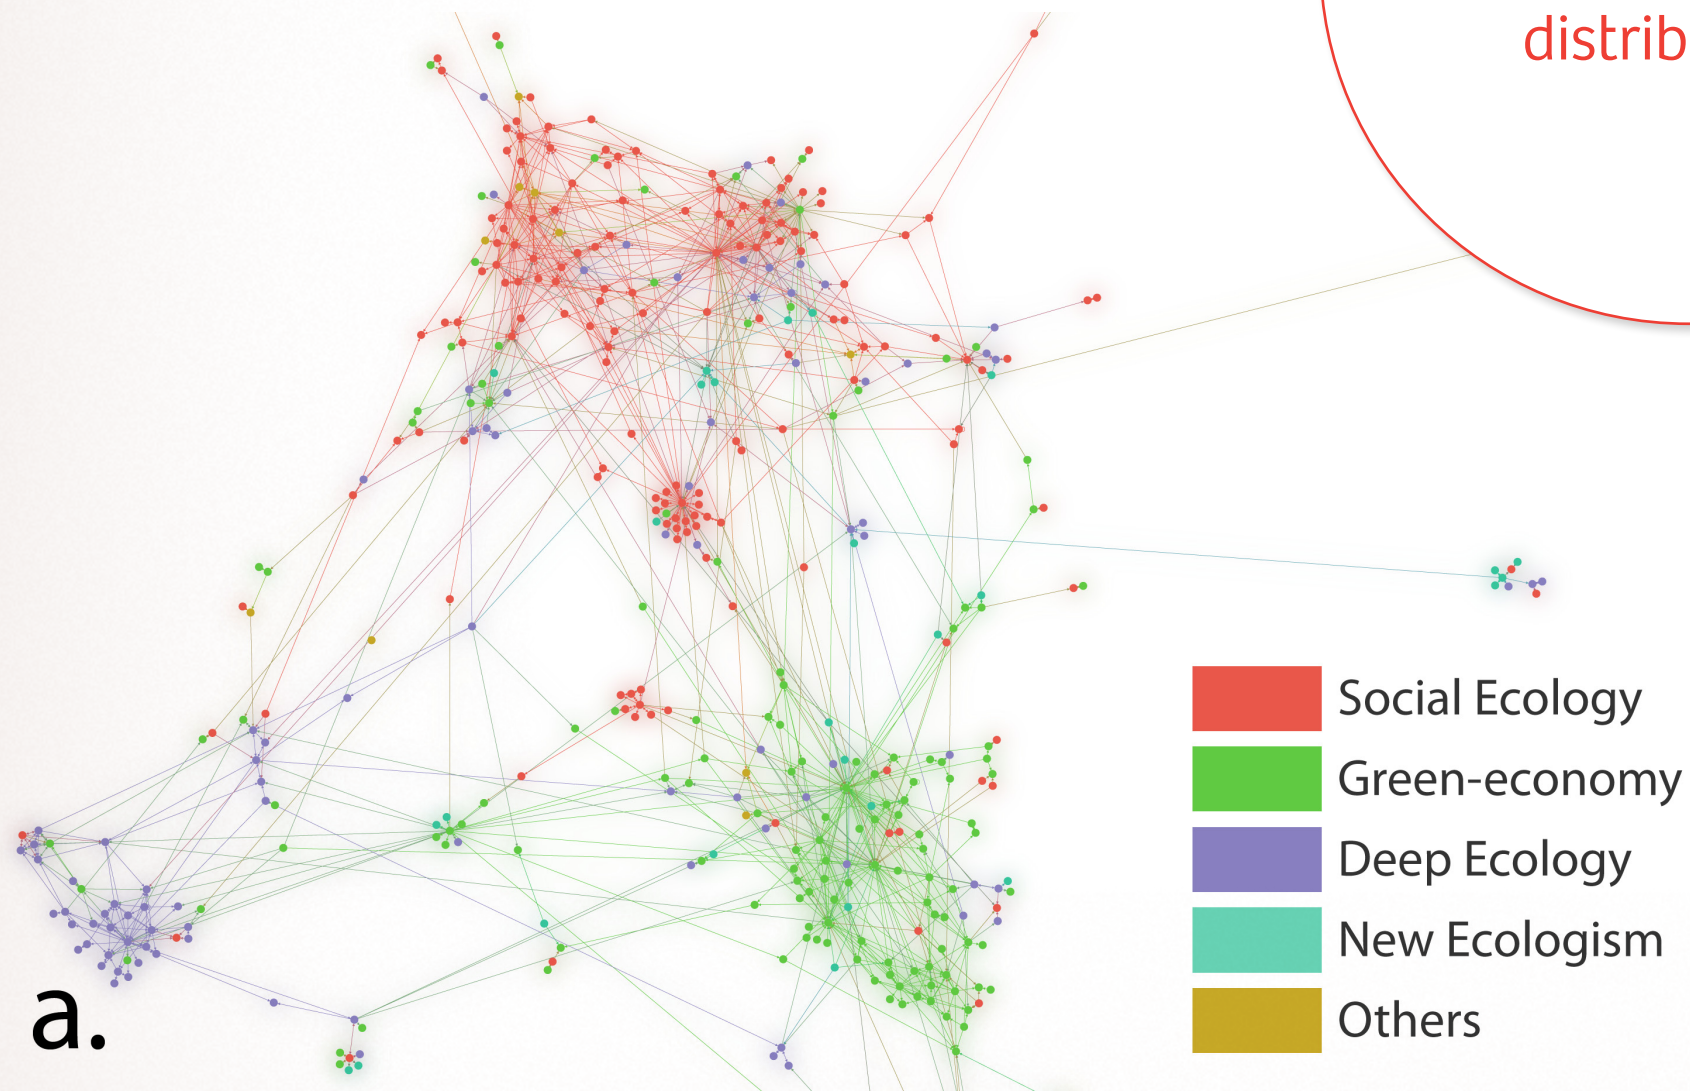 distrib
Social Ecology
Green-economy
Deep Ecology
New Ecologism
Others
a.